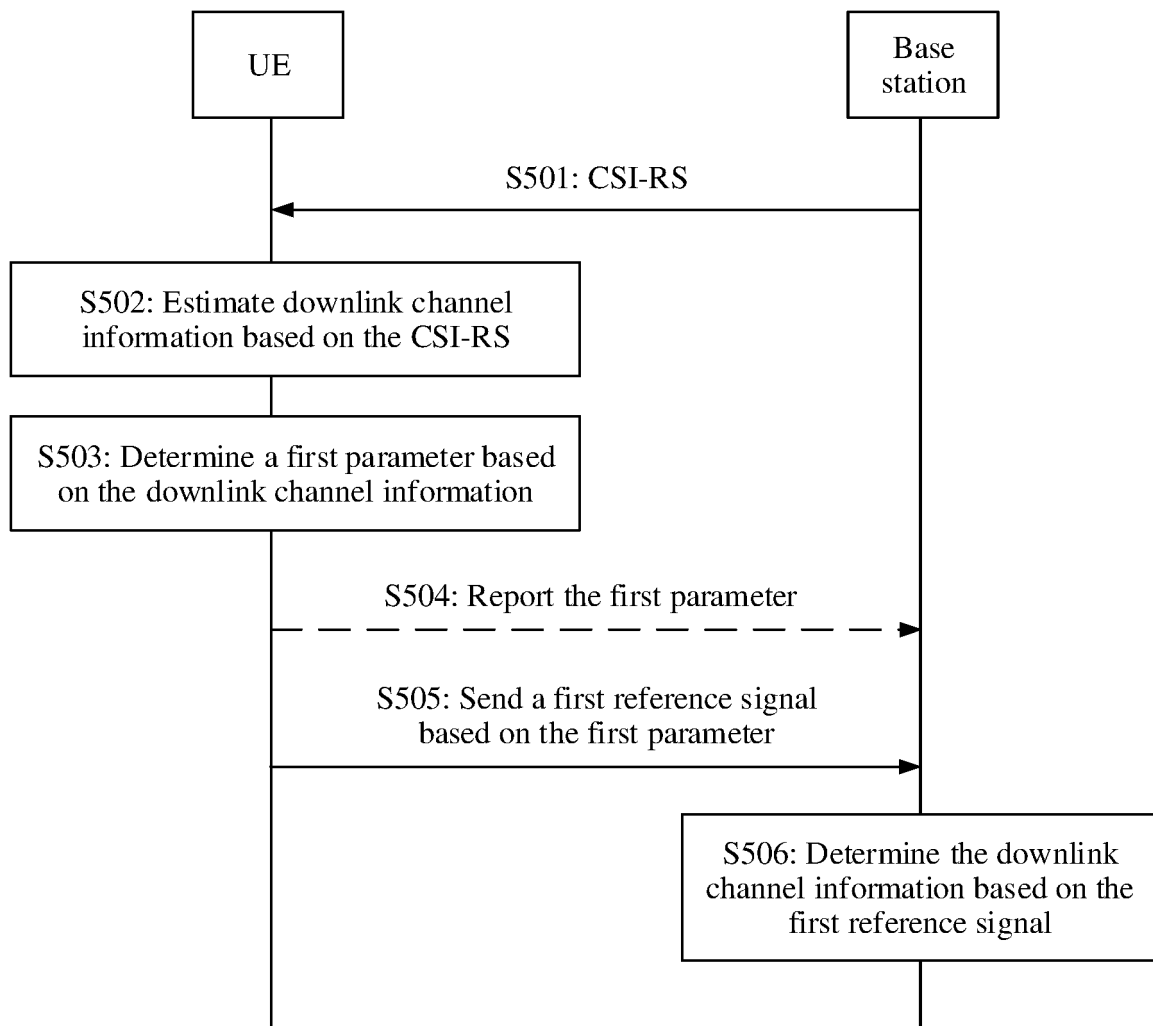 UE
Base
station
S501: CSI-RS
S502: Estimate downlink channel
information based on the CSI-RS
S503: Determine a first parameter based
on the downlink channel information
S504: Report the first parameter
S505: Send a first reference signal
based on the first parameter
S506: Determine the downlink
channel information based on the
first reference signal